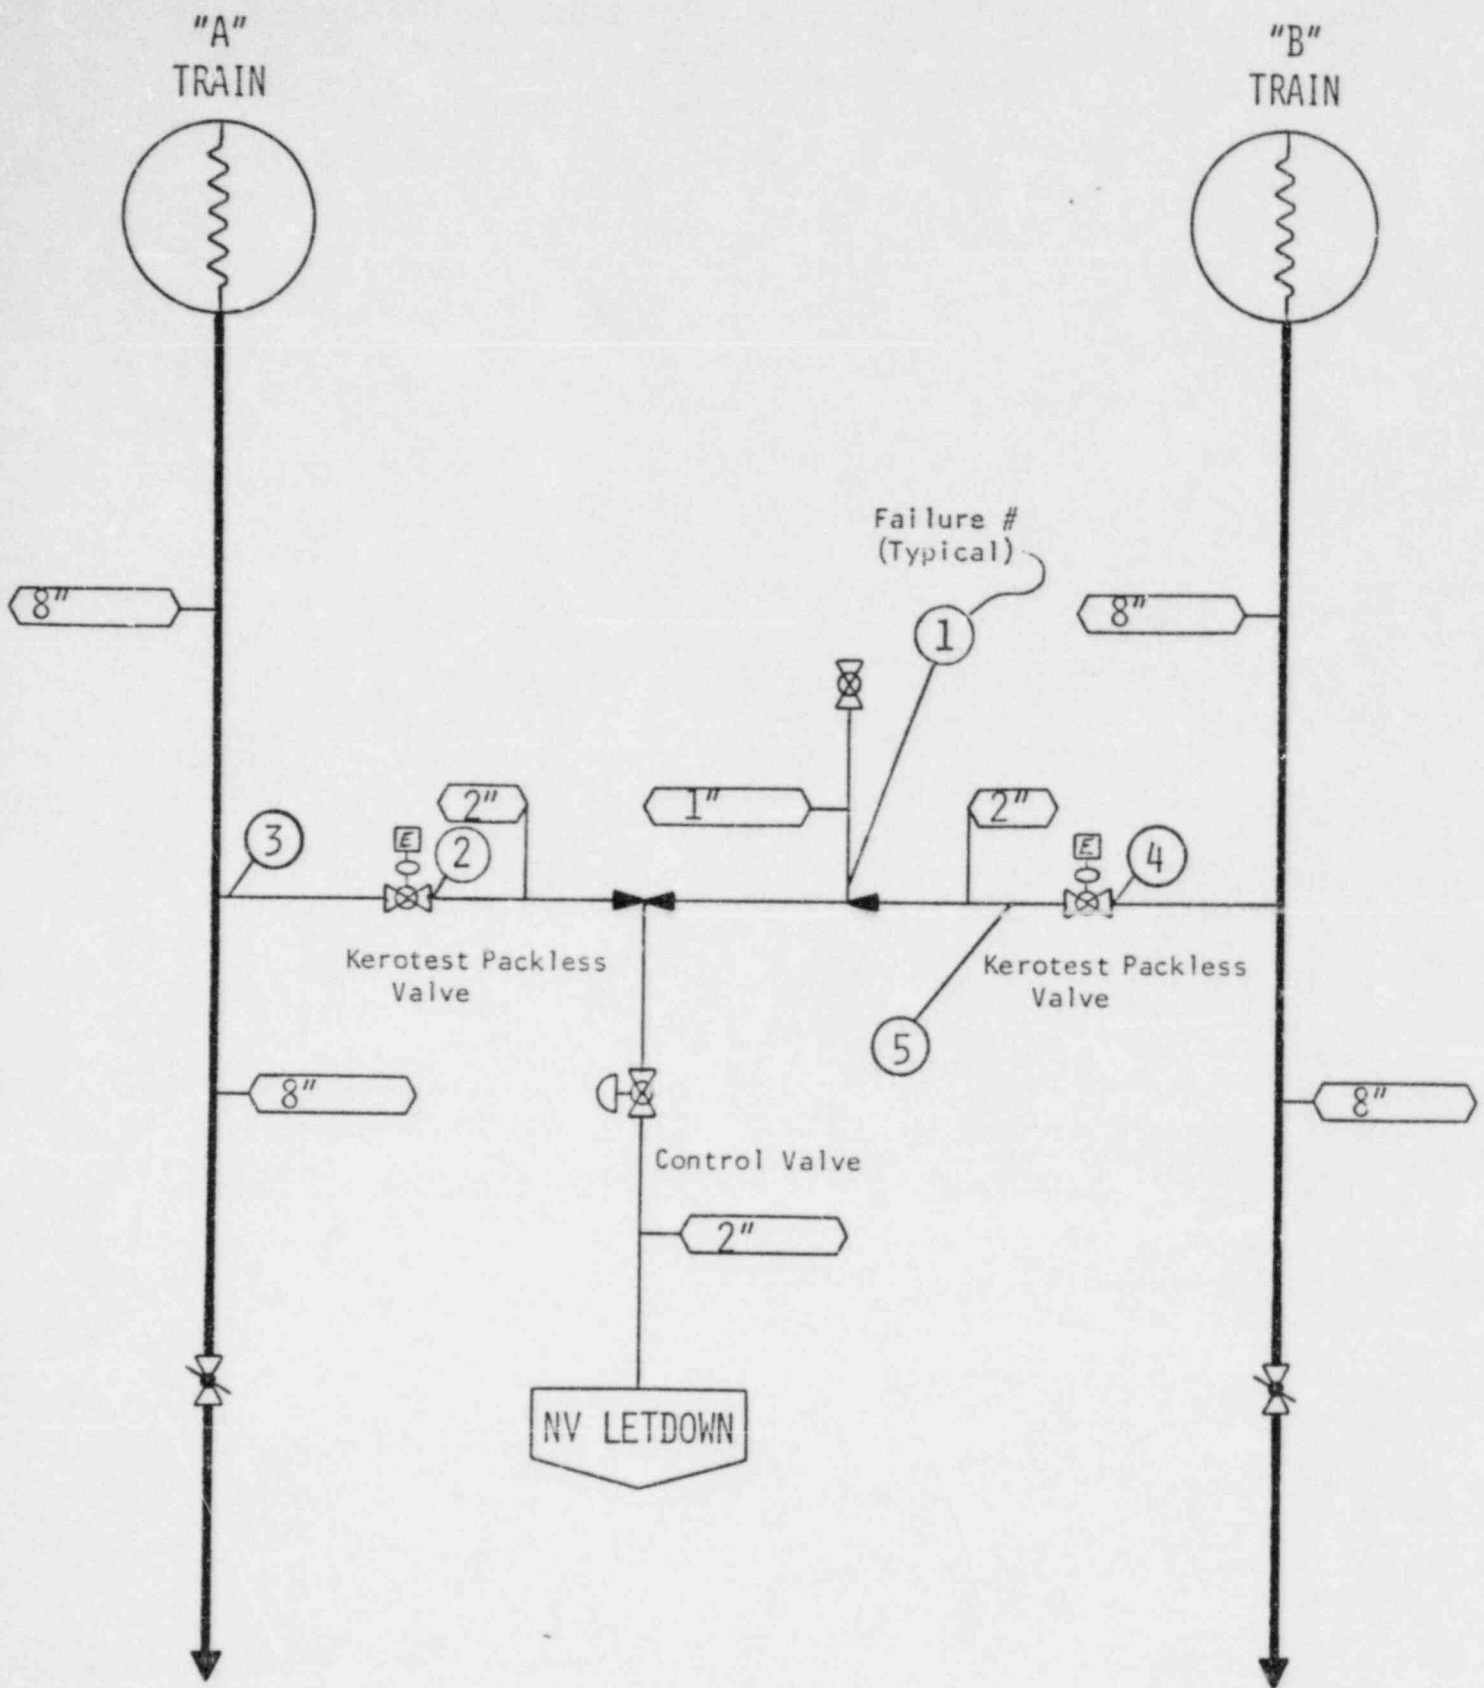 "A"
TRAIN
"B"
TRAIN
Failure #
(Typical)
8"
8"
1
2"
1"
2"
3
E
2
E
4
Kerotest Packless
Valve
Kerotest Packless
Valve
5
8"
8"
Control Valve
2"
NV LETDOWN